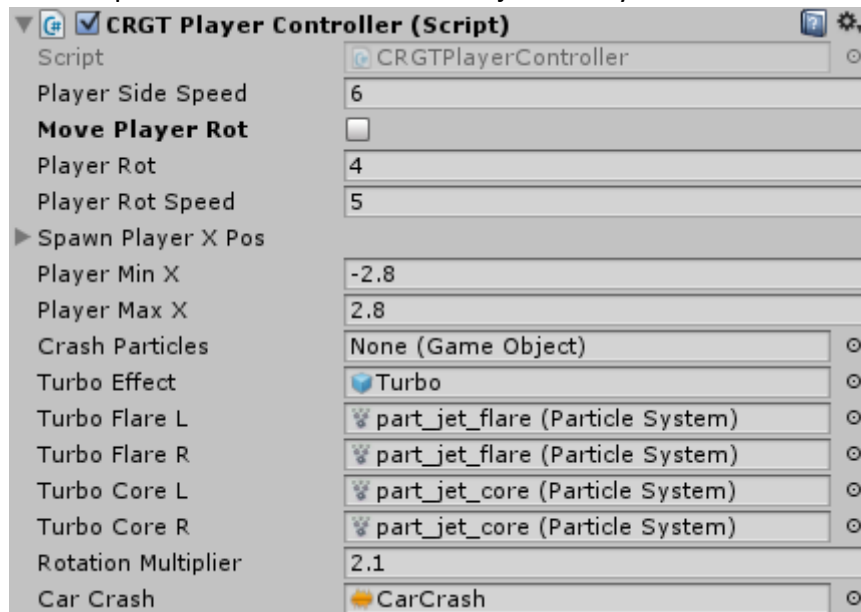 CRGT Player Controller (Script)
Script CRGTPlayerController
Player Side Speed 6
Move Player Rot
Player Rot 4
Player Rot Speed 5
Spawn Player X Pos
Player Min X -2.8
Player Max X 2.8
Crash Particles None (Game Object)
Turbo Effect Turbo
Turbo Flare L part_jet_flare (Particle System)
Turbo Flare R part_jet_flare (Particle System)
Turbo Core L part_jet_core (Particle System)
Turbo Core R part_jet_core (Particle System)
Rotation Multiplier 2.1
Car Crash CarCrash